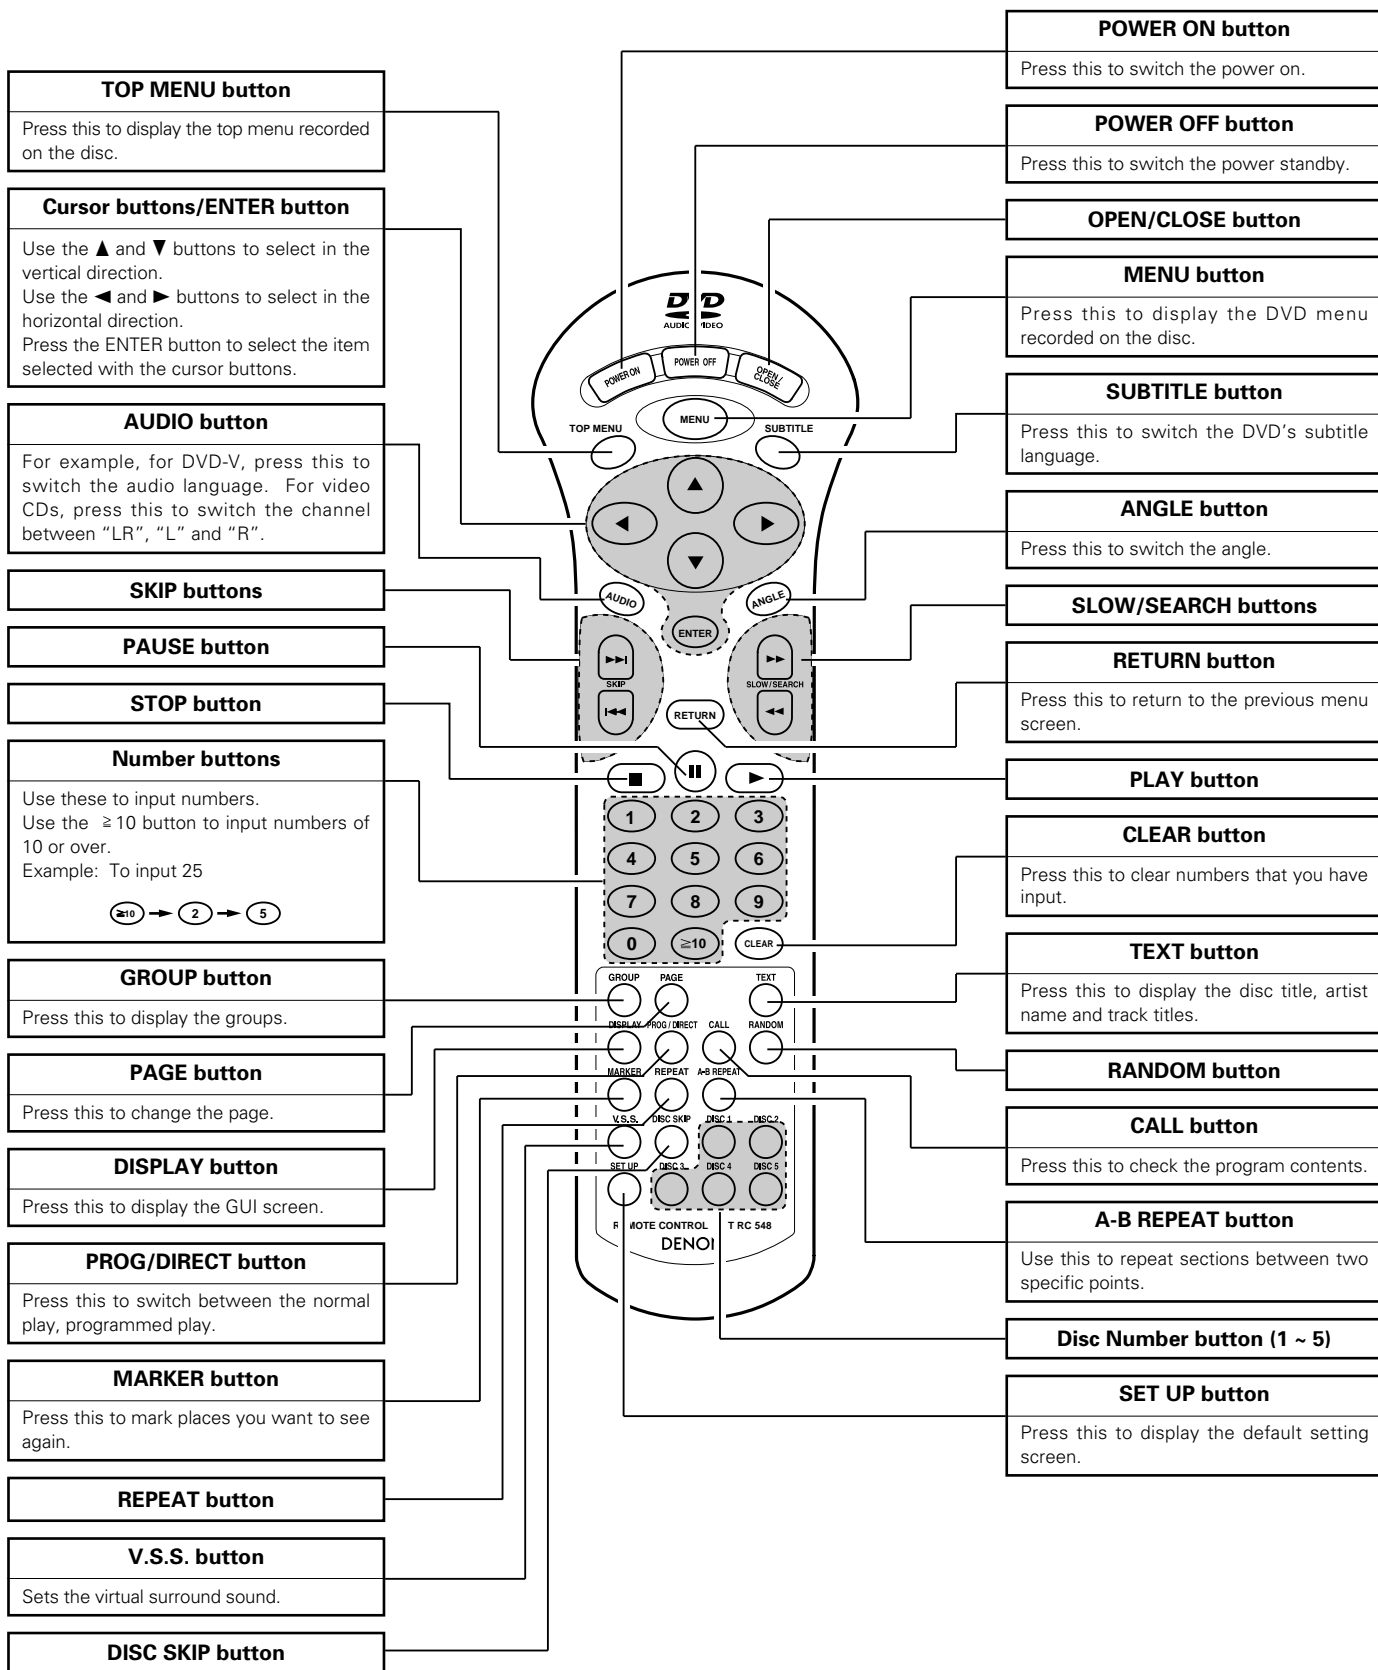 TOP MENU button
Press this to display the top menu recorded
on the disc.
Cursor buttons/ENTER button
Use the ▲ and ▼ buttons to select in the
vertical direction.
Use the ◄ and ► buttons to select in the
horizontal direction.
Press the ENTER button to select the item
selected with the cursor buttons.
AUDIO button
For example, for DVD-V, press this to
switch the audio language. For video
CDs, press this to switch the channel
between “LR”, “L” and “R”.
SKIP buttons
PAUSE button
STOP button
Number buttons
Use these to input numbers.
Use the ≧10 button to input numbers of
10 or over.
Example: To input 25
≧10 → 2 → 5
GROUP button
Press this to display the groups.
PAGE button
Press this to change the page.
DISPLAY button
Press this to display the GUI screen.
PROG/DIRECT button
Press this to switch between the normal
play, programmed play.
MARKER button
Press this to mark places you want to see
again.
REPEAT button
V.S.S. button
Sets the virtual surround sound.
DISC SKIP button
DVD
AUDIO VIDEO
POWER ON
POWER OFF
OPEN/
CLOSE
MENU
TOP MENU
SUBTITLE
▲
◄ ►
▼
AUDIO
ANGLE
ENTER
SKIP
SLOW/SEARCH
RETURN
1 2 3
4 5 6
7 8 9
0 ≧10 CLEAR
GROUP PAGE TEXT
DISPLAY PROG / DIRECT CALL RANDOM
MARKER REPEAT A-B REPEAT
V.S.S. DISC SKIP DISC 1 DISC 2
SET UP DISC 3 DISC 4 DISC 5
CONTROL RC 548
DENON
POWER ON button
Press this to switch the power on.
POWER OFF button
Press this to switch the power standby.
OPEN/CLOSE button
MENU button
Press this to display the DVD menu
recorded on the disc.
SUBTITLE button
Press this to switch the DVD’s subtitle
language.
ANGLE button
Press this to switch the angle.
SLOW/SEARCH buttons
RETURN button
Press this to return to the previous menu
screen.
PLAY button
CLEAR button
Press this to clear numbers that you have
input.
TEXT button
Press this to display the disc title, artist
name and track titles.
RANDOM button
CALL button
Press this to check the program contents.
A-B REPEAT button
Use this to repeat sections between two
specific points.
Disc Number button (1 ~ 5)
SET UP button
Press this to display the default setting
screen.